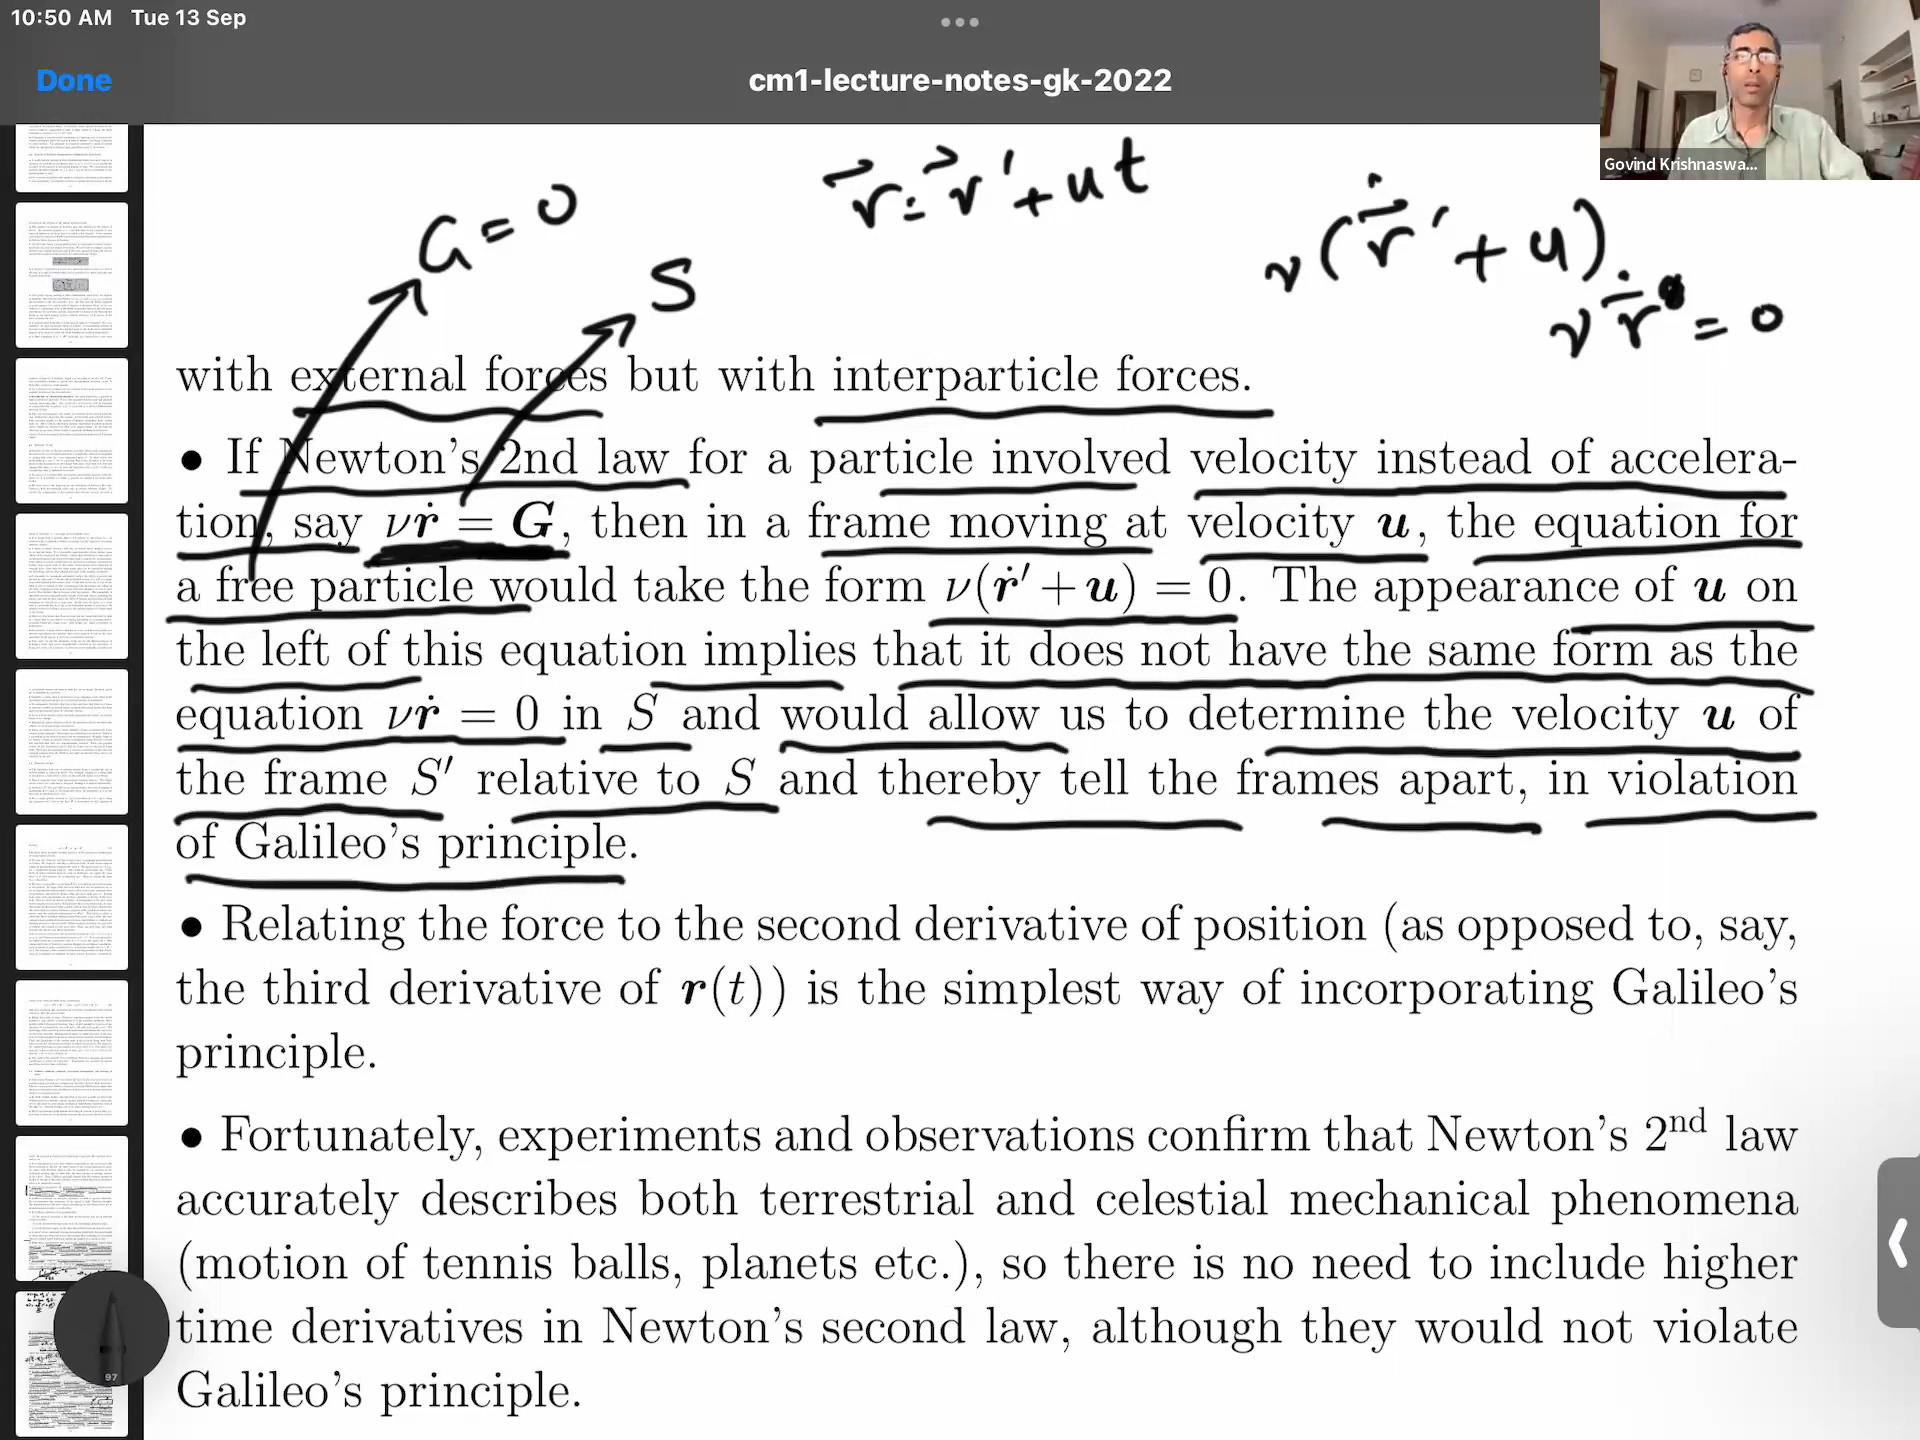 10:50 AM Tue 13 Sep
Done
cm1-lecture-notes-gk-2022
Govind Krishnaswa...
G = 0
S
r⃗ = r⃗' + ut
ν(ṙ⃗' + u)
ν ṙ⃗ = 0
with external forces but with interparticle forces.
• If Newton's 2nd law for a particle involved velocity instead of accelera-
tion, say νṙ = G, then in a frame moving at velocity u, the equation for
a free particle would take the form ν(ṙ′ + u) = 0. The appearance of u on
the left of this equation implies that it does not have the same form as the
equation νṙ = 0 in S and would allow us to determine the velocity u of
the frame S′ relative to S and thereby tell the frames apart, in violation
of Galileo's principle.
• Relating the force to the second derivative of position (as opposed to, say,
the third derivative of r(t)) is the simplest way of incorporating Galileo's
principle.
• Fortunately, experiments and observations confirm that Newton's 2nd law
accurately describes both terrestrial and celestial mechanical phenomena
(motion of tennis balls, planets etc.), so there is no need to include higher
time derivatives in Newton's second law, although they would not violate
Galileo's principle.
97